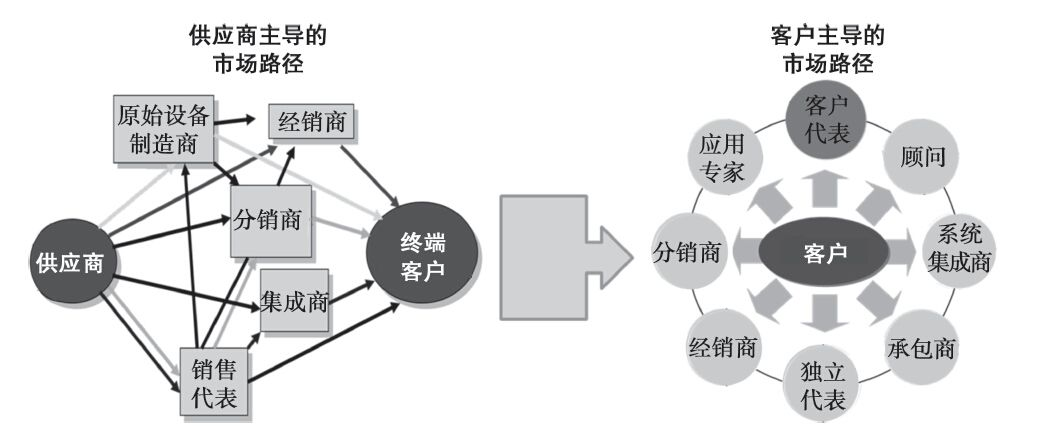 供应商主导的
市场路径
原始设备
制造商
经销商
分销商
供应商
终端
客户
集成商
销售
代表
客户主导的
市场路径
客户
代表
应用
专家
顾问
分销商
客户
系统
集成商
经销商
承包商
独立
代表